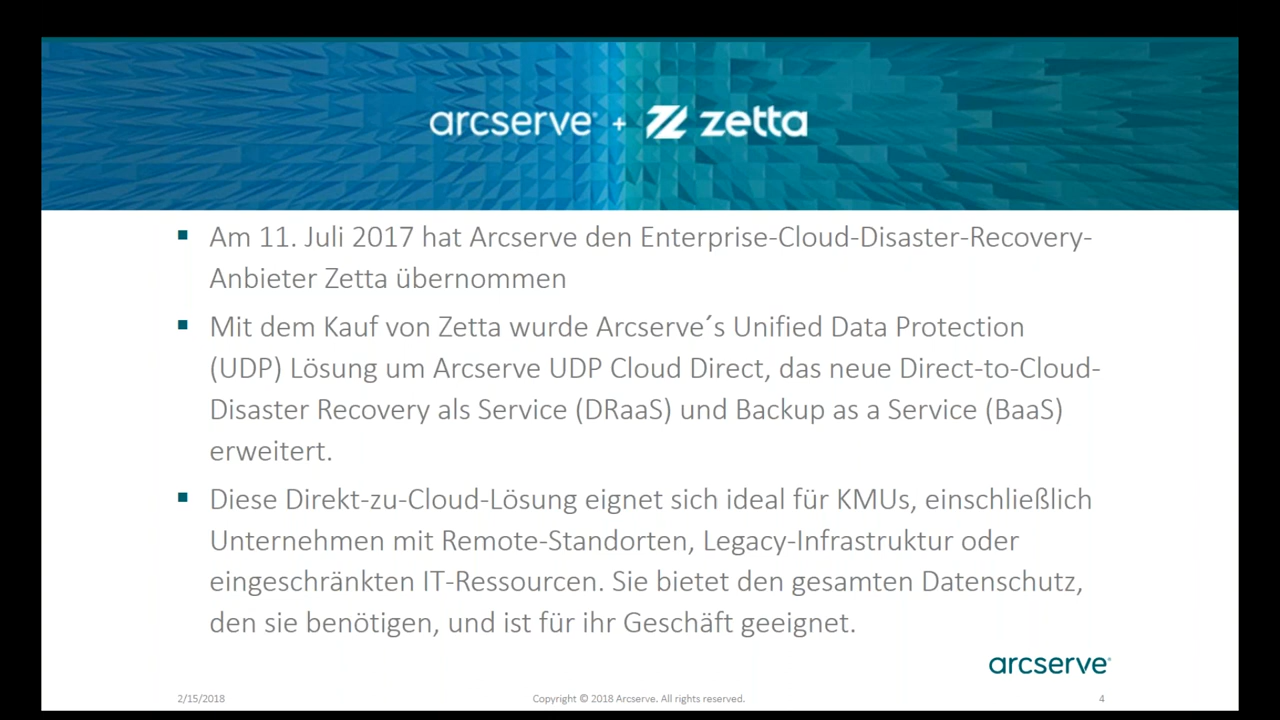 arcserve® + zetta
Am 11. Juli 2017 hat Arcserve den Enterprise-Cloud-Disaster-Recovery-
Anbieter Zetta übernommen
Mit dem Kauf von Zetta wurde Arcserve´s Unified Data Protection
(UDP) Lösung um Arcserve UDP Cloud Direct, das neue Direct-to-Cloud-
Disaster Recovery als Service (DRaaS) und Backup as a Service (BaaS)
erweitert.
Diese Direkt-zu-Cloud-Lösung eignet sich ideal für KMUs, einschließlich
Unternehmen mit Remote-Standorten, Legacy-Infrastruktur oder
eingeschränkten IT-Ressourcen. Sie bietet den gesamten Datenschutz,
den sie benötigen, und ist für ihr Geschäft geeignet.
arcserve®
2/15/2018 Copyright © 2018 Arcserve. All rights reserved. 4